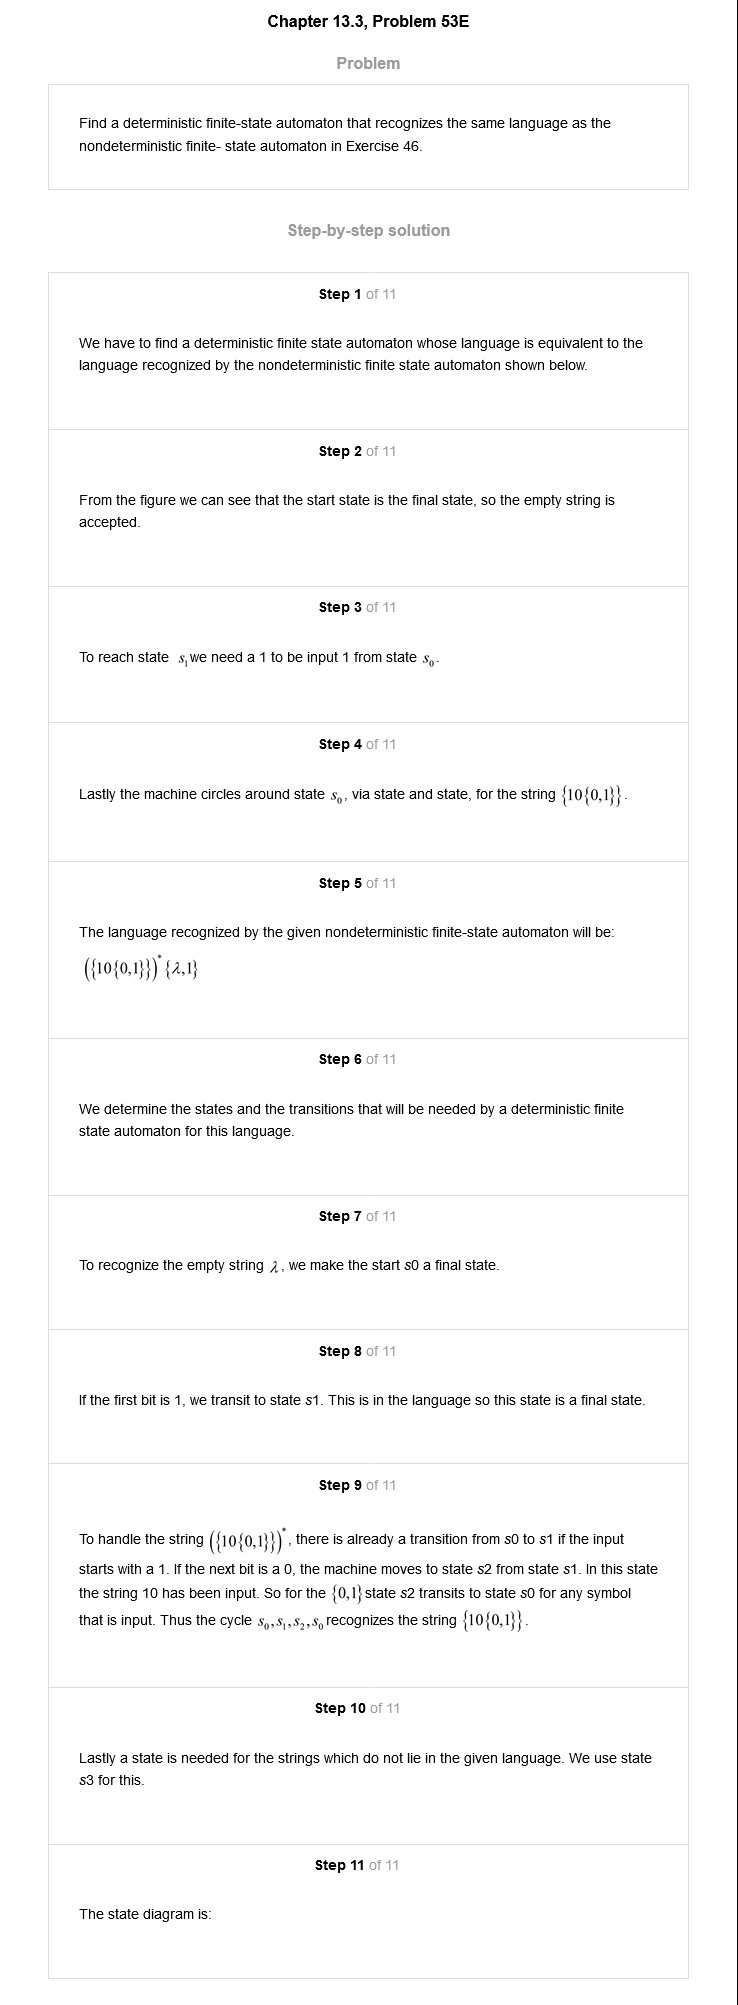 Chapter 13.3, Problem 53E
Problem
Find a deterministic finite-state automaton that recognizes the same language as the
nondeterministic finite- state automaton in Exercise 46.
Step-by-step solution
Step 1 of 11
We have to find a deterministic finite state automaton whose language is equivalent to the
language recognized by the nondeterministic finite state automaton shown below.
Step 2 of 11
From the figure we can see that the start state is the final state, so the empty string is
accepted.
Step 3 of 11
To reach state s₁ we need a 1 to be input 1 from state s₀.
Step 4 of 11
Lastly the machine circles around state s₀, via state and state, for the string {10{0,1}}.
Step 5 of 11
The language recognized by the given nondeterministic finite-state automaton will be:
({10{0,1}})* {λ,1}
Step 6 of 11
We determine the states and the transitions that will be needed by a deterministic finite
state automaton for this language.
Step 7 of 11
To recognize the empty string λ, we make the start s0 a final state.
Step 8 of 11
If the first bit is 1, we transit to state s1. This is in the language so this state is a final state.
Step 9 of 11
To handle the string ({10{0,1}})*, there is already a transition from s0 to s1 if the input
starts with a 1. If the next bit is a 0, the machine moves to state s2 from state s1. In this state
the string 10 has been input. So for the {0,1} state s2 transits to state s0 for any symbol
that is input. Thus the cycle s₀,s₁,s₂,s₀ recognizes the string {10{0,1}}.
Step 10 of 11
Lastly a state is needed for the strings which do not lie in the given language. We use state
s3 for this.
Step 11 of 11
The state diagram is: